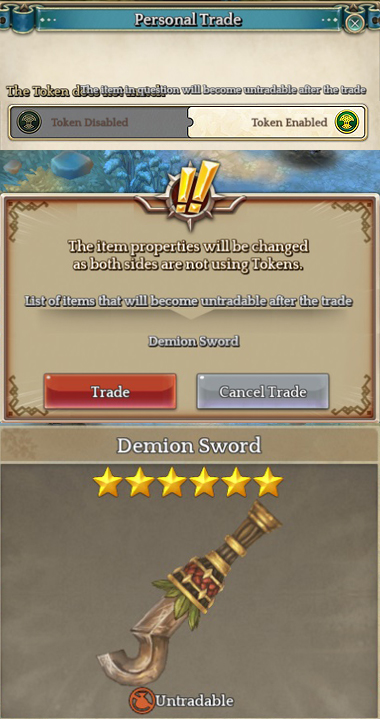 Personal Trade
The Token does not
The item in question will become untradable after the trade
Token Disabled
Token Enabled
The item properties will be changed
as both sides are not using Tokens.
List of items that will become untradable after the trade
Demion Sword
Trade
Cancel Trade
Demion Sword
Untradable